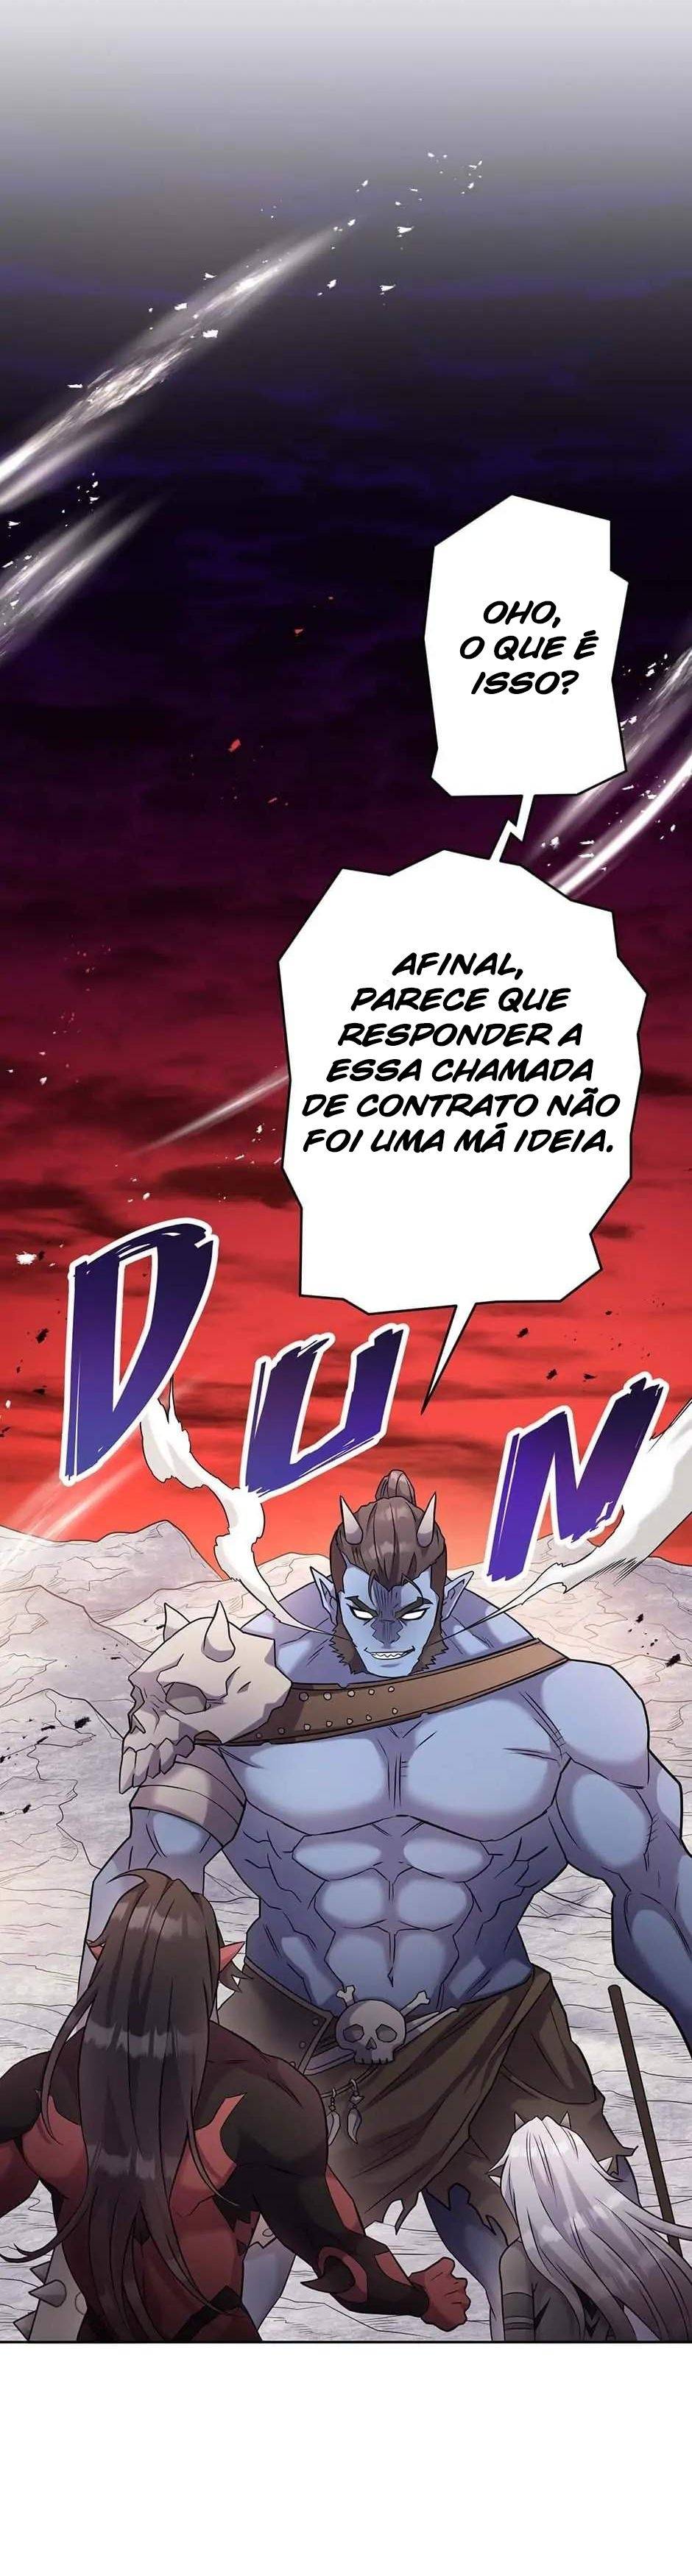 OHO,
O QUE É
ISSO?
AFINAL,
PARECE QUE
RESPONDER A
ESSA CHAMADA
DE CONTRATO NÃO
FOI UMA MÁ IDEIA.
DUN